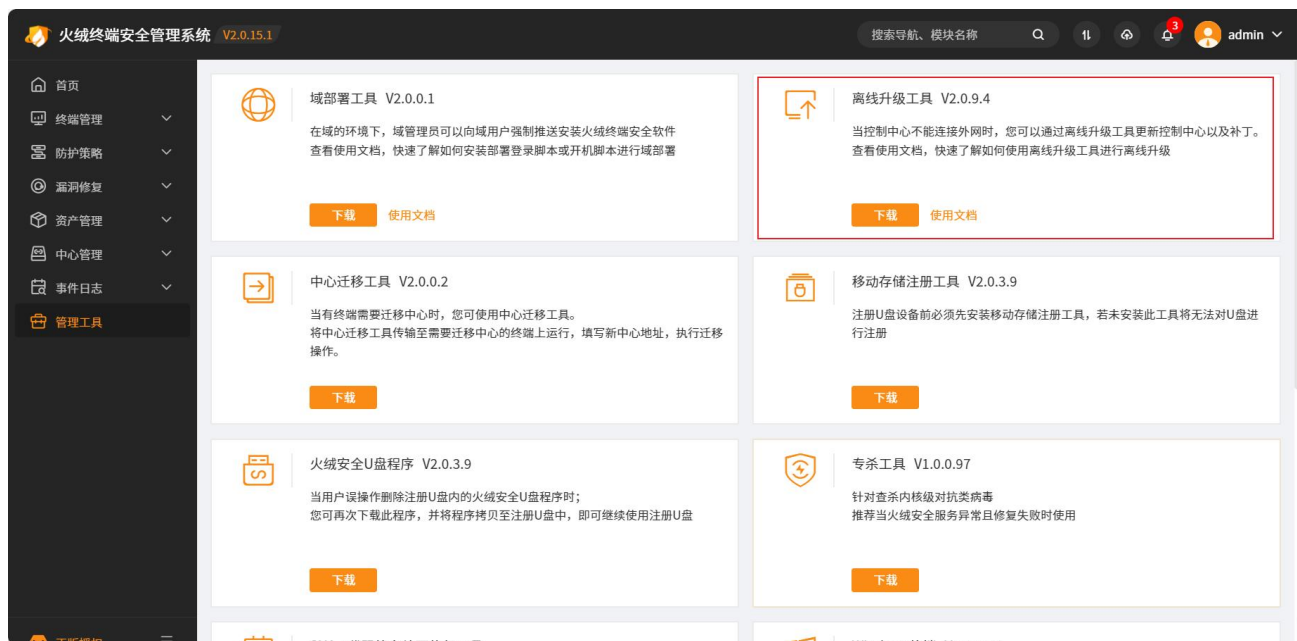 火绒终端安全管理系统 V2.0.15.1
搜索导航、模块名称
3
admin
首页
终端管理
防护策略
漏洞修复
资产管理
中心管理
事件日志
管理工具
域部署工具 V2.0.0.1
在域的环境下，域管理员可以向域用户强制推送安装火绒终端安全软件
查看使用文档，快速了解如何安装部署登录脚本或开机脚本进行域部署
下载 使用文档
离线升级工具 V2.0.9.4
当控制中心不能连接外网时，您可以通过离线升级工具更新控制中心以及补丁。
查看使用文档，快速了解如何使用离线升级工具进行离线升级
下载 使用文档
中心迁移工具 V2.0.0.2
当有终端需要迁移中心时，您可使用中心迁移工具。
将中心迁移工具传输至需要迁移中心的终端上运行，填写新中心地址，执行迁移
操作。
下载
移动存储注册工具 V2.0.3.9
注册U盘设备前必须先安装移动存储注册工具，若未安装此工具将无法对U盘进
行注册
下载
火绒安全U盘程序 V2.0.3.9
当用户误操作删除注册U盘内的火绒安全U盘程序时；
您可再次下载此程序，并将程序拷贝至注册U盘中，即可继续使用注册U盘
下载
专杀工具 V1.0.0.97
针对查杀内核级对抗类病毒
推荐当火绒安全服务异常且修复失败时使用
下载